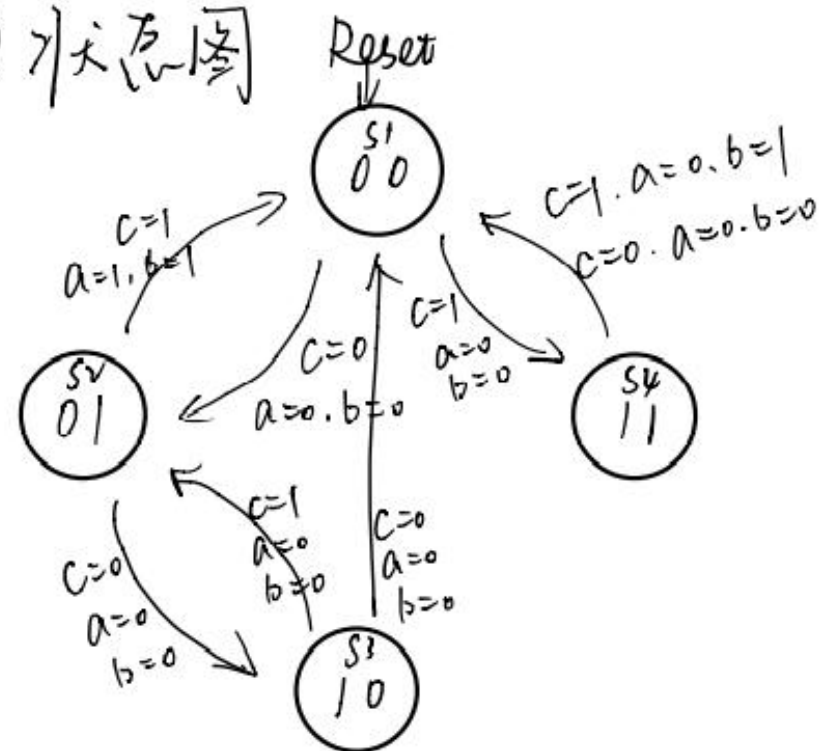 状态图
Reset
S1
00
C=1
a=1, b=1
C=1. a=0. b=1
C=0. a=0. b=0
C=0
a=0. b=0
C=1
a=0
b=0
S2
01
S4
11
C=0
a=0
b=0
C=1
a=0
b=0
C=0
a=0
b=0
S3
10